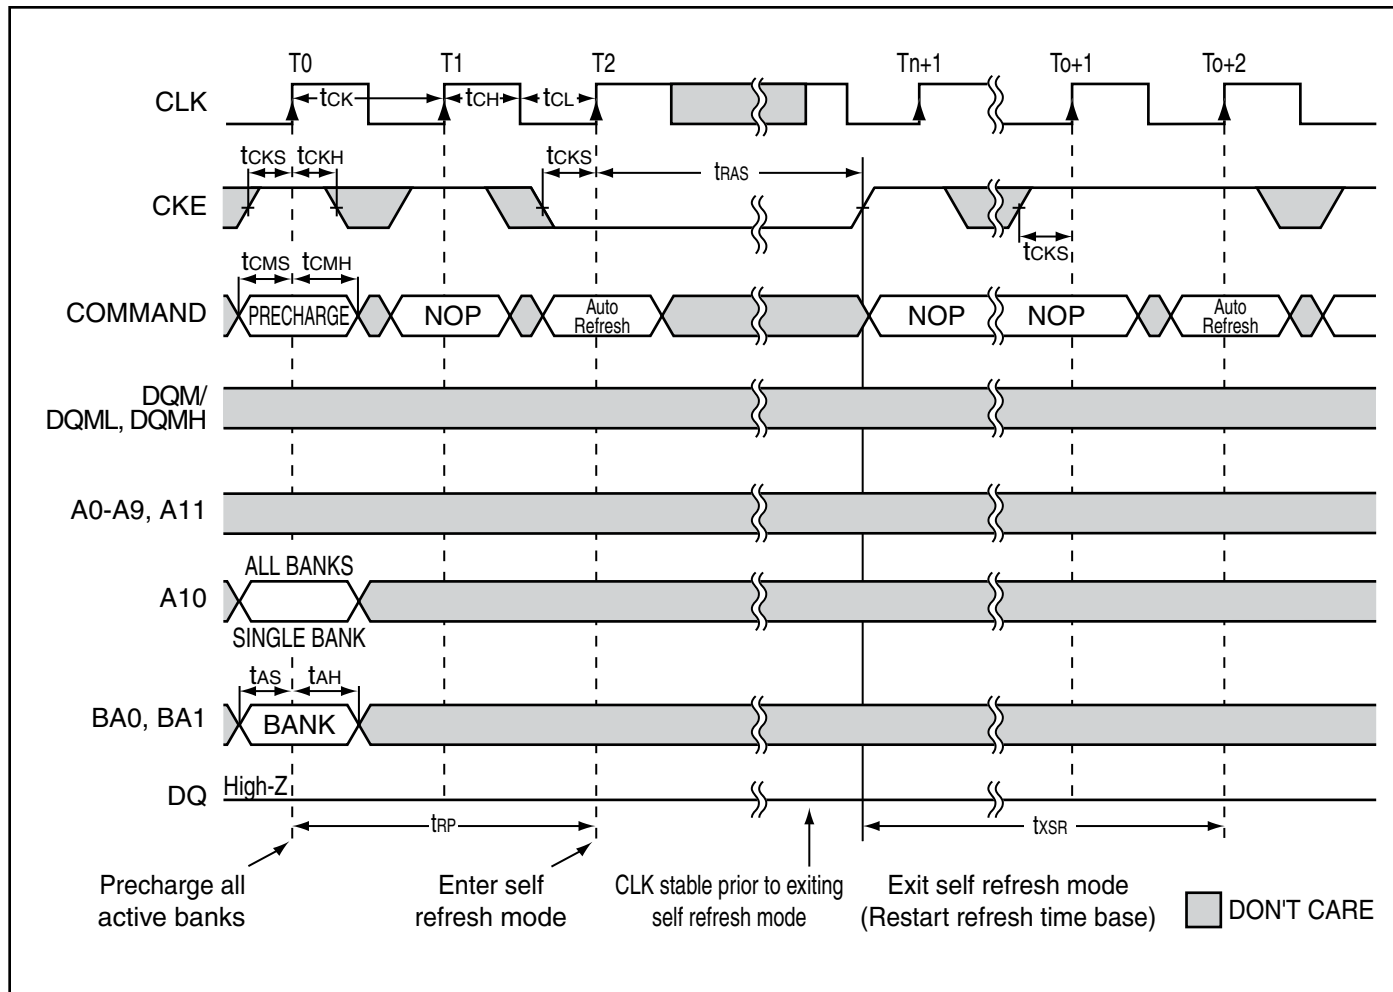 T0 T1 T2 Tn+1 To+1 To+2
CLK
tCK tCH tCL
tCKS tCKH tCKS tRAS
CKE
tCKS
tCMS tCMH
COMMAND PRECHARGE NOP Auto Refresh NOP NOP Auto Refresh
DQM/
DQML, DQMH
A0-A9, A11
ALL BANKS
A10
SINGLE BANK
tAS tAH
BA0, BA1 BANK
DQ High-Z
tRP tXSR
Precharge all
active banks
Enter self
refresh mode
CLK stable prior to exiting
self refresh mode
Exit self refresh mode
(Restart refresh time base)
DON'T CARE